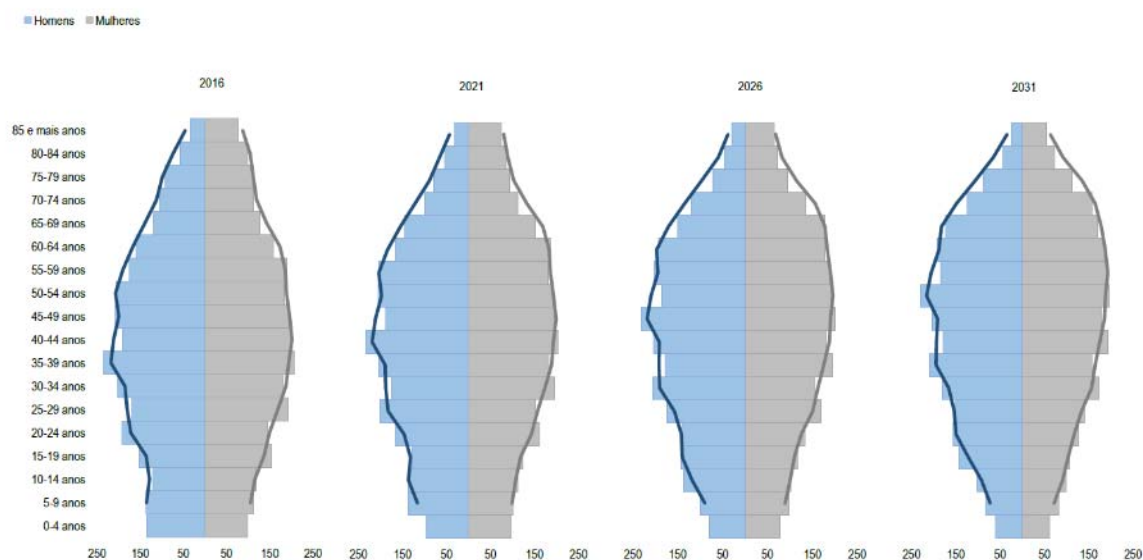 Homens Mulheres
2016 2021 2026 2031
85 e mais anos
80-84 anos
75-79 anos
70-74 anos
65-69 anos
60-64 anos
55-59 anos
50-54 anos
45-49 anos
40-44 anos
35-39 anos
30-34 anos
25-29 anos
20-24 anos
15-19 anos
10-14 anos
5-9 anos
0-4 anos
250 150 50 50 150 250 250 150 50 50 150 250 250 150 50 50 150 250 250 150 50 50 150 250